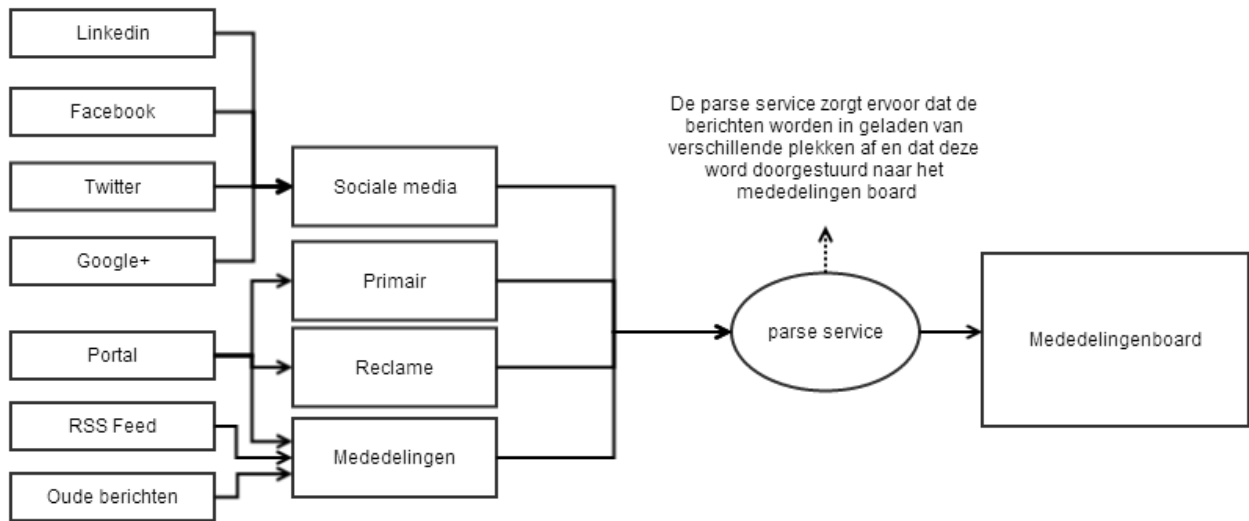 Linkedin
Facebook
Twitter
Google+
Portal
RSS Feed
Oude berichten
Sociale media
Primair
Reclame
Mededelingen
De parse service zorgt ervoor dat de
berichten worden in geladen van
verschillende plekken af en dat deze
word doorgestuurd naar het
mededelingen board
parse service
Mededelingenboard